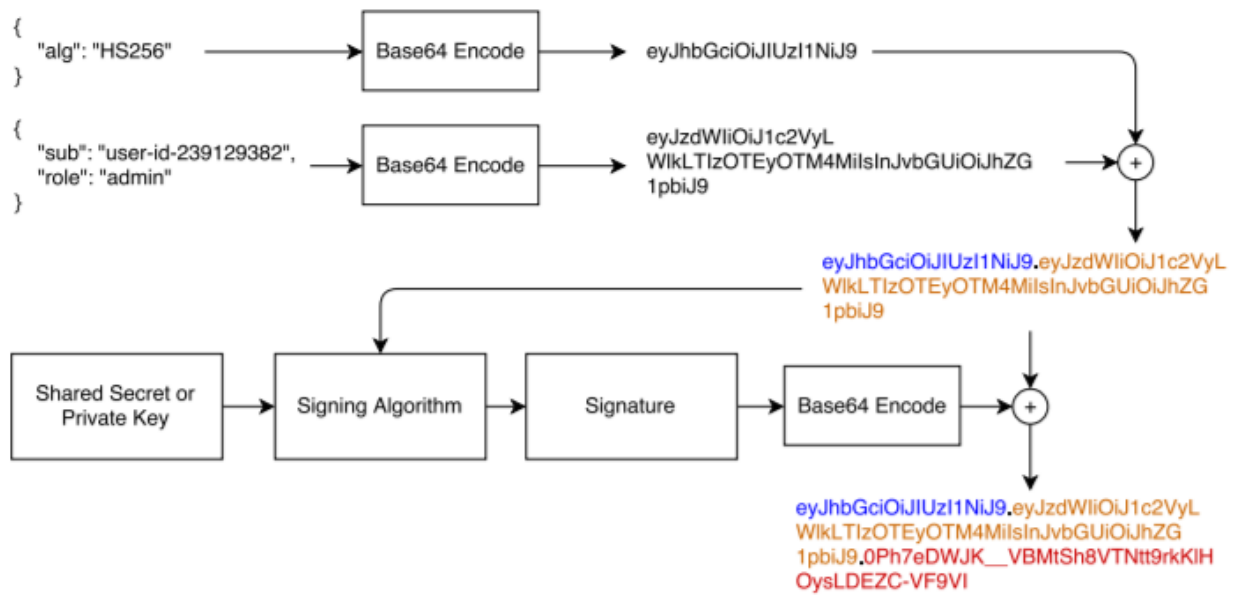 {
"alg": "HS256"
}
Base64 Encode
eyJhbGciOiJIUzI1NiJ9
{
"sub": "user-id-239129382",
"role": "admin"
}
Base64 Encode
eyJzdWIiOiJ1c2VyL
WlkLTIzOTEyOTM4MiIsInJvbGUiOiJhZG
1pbiJ9
+
eyJhbGciOiJIUzI1NiJ9.eyJzdWIiOiJ1c2VyL
WlkLTIzOTEyOTM4MiIsInJvbGUiOiJhZG
1pbiJ9
Shared Secret or
Private Key
Signing Algorithm
Signature
Base64 Encode
+
eyJhbGciOiJIUzI1NiJ9.eyJzdWIiOiJ1c2VyL
WlkLTIzOTEyOTM4MiIsInJvbGUiOiJhZG
1pbiJ9.0Ph7eDWJK__VBMtSh8VTNtt9rkKlH
OysLDEZC-VF9VI